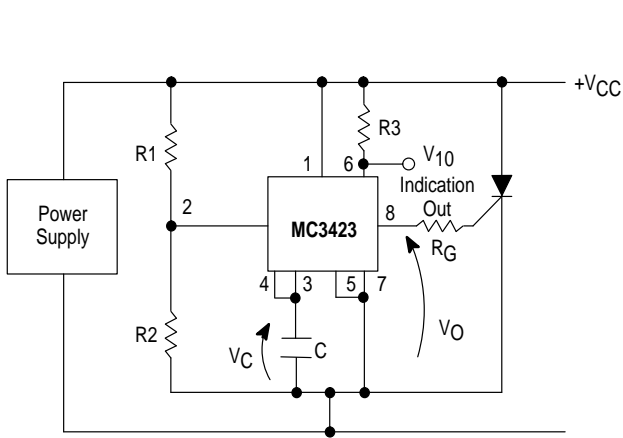 +VCC
R3
R1
V10
1
6
Indication
Out
Power
Supply
2
8
MC3423
RG
4
3
5
7
R2
VC
C
VO